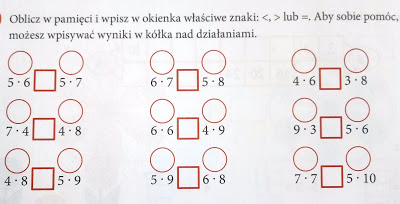 Oblicz w pamięci i wpisz w okienka właściwe znaki: <, > lub =. Aby sobie pomóc,
możesz wpisywać wyniki w kółka nad działaniami.
5 · 6 5 · 7 6 · 7 5 · 8 4 · 6 3 · 8
7 · 4 4 · 8 6 · 6 4 · 9 9 · 3 5 · 6
4 · 8 5 · 9 5 · 9 6 · 8 7 · 7 5 · 10